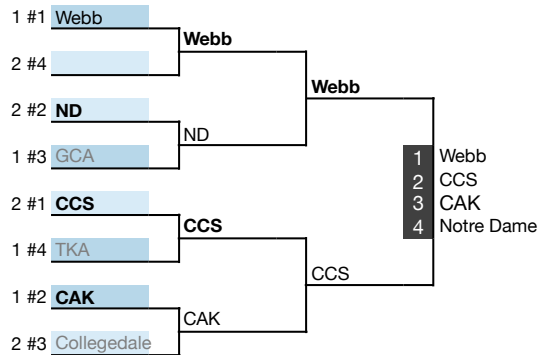 1 #1 Webb
Webb
2 #4
Webb
2 #2 ND
ND
1 #3 GCA
1 Webb
2 CCS
3 CAK
4 Notre Dame
2 #1 CCS
CCS
1 #4 TKA
CCS
1 #2 CAK
CAK
2 #3 Collegedale